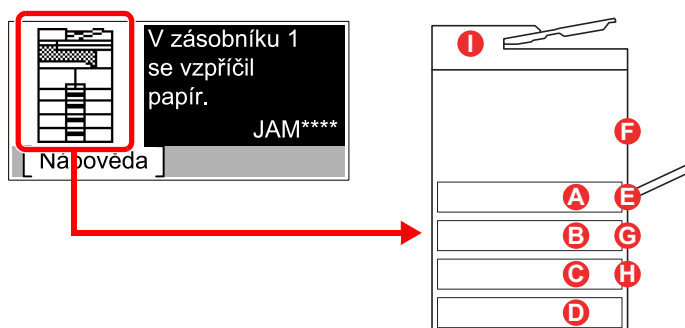 V zásobníku 1
se vzpříčil
papír.
JAM****
Nápověda
I
F
A
E
B
G
C
H
D